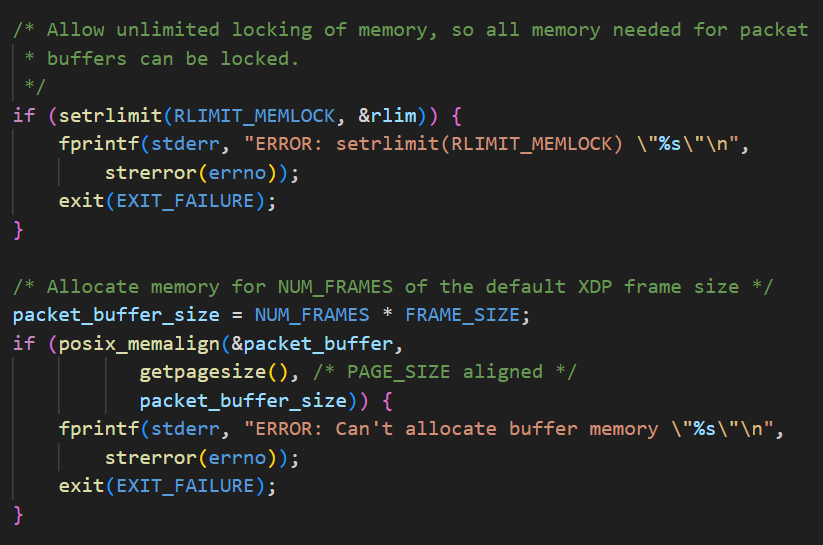 /* Allow unlimited locking of memory, so all memory needed for packet
 * buffers can be locked.
 */
if (setrlimit(RLIMIT_MEMLOCK, &rlim)) {
    fprintf(stderr, "ERROR: setrlimit(RLIMIT_MEMLOCK) \"%s\"\n",
        strerror(errno));
    exit(EXIT_FAILURE);
}

/* Allocate memory for NUM_FRAMES of the default XDP frame size */
packet_buffer_size = NUM_FRAMES * FRAME_SIZE;
if (posix_memalign(&packet_buffer,
           getpagesize(), /* PAGE_SIZE aligned */
           packet_buffer_size)) {
    fprintf(stderr, "ERROR: Can't allocate buffer memory \"%s\"\n",
        strerror(errno));
    exit(EXIT_FAILURE);
}